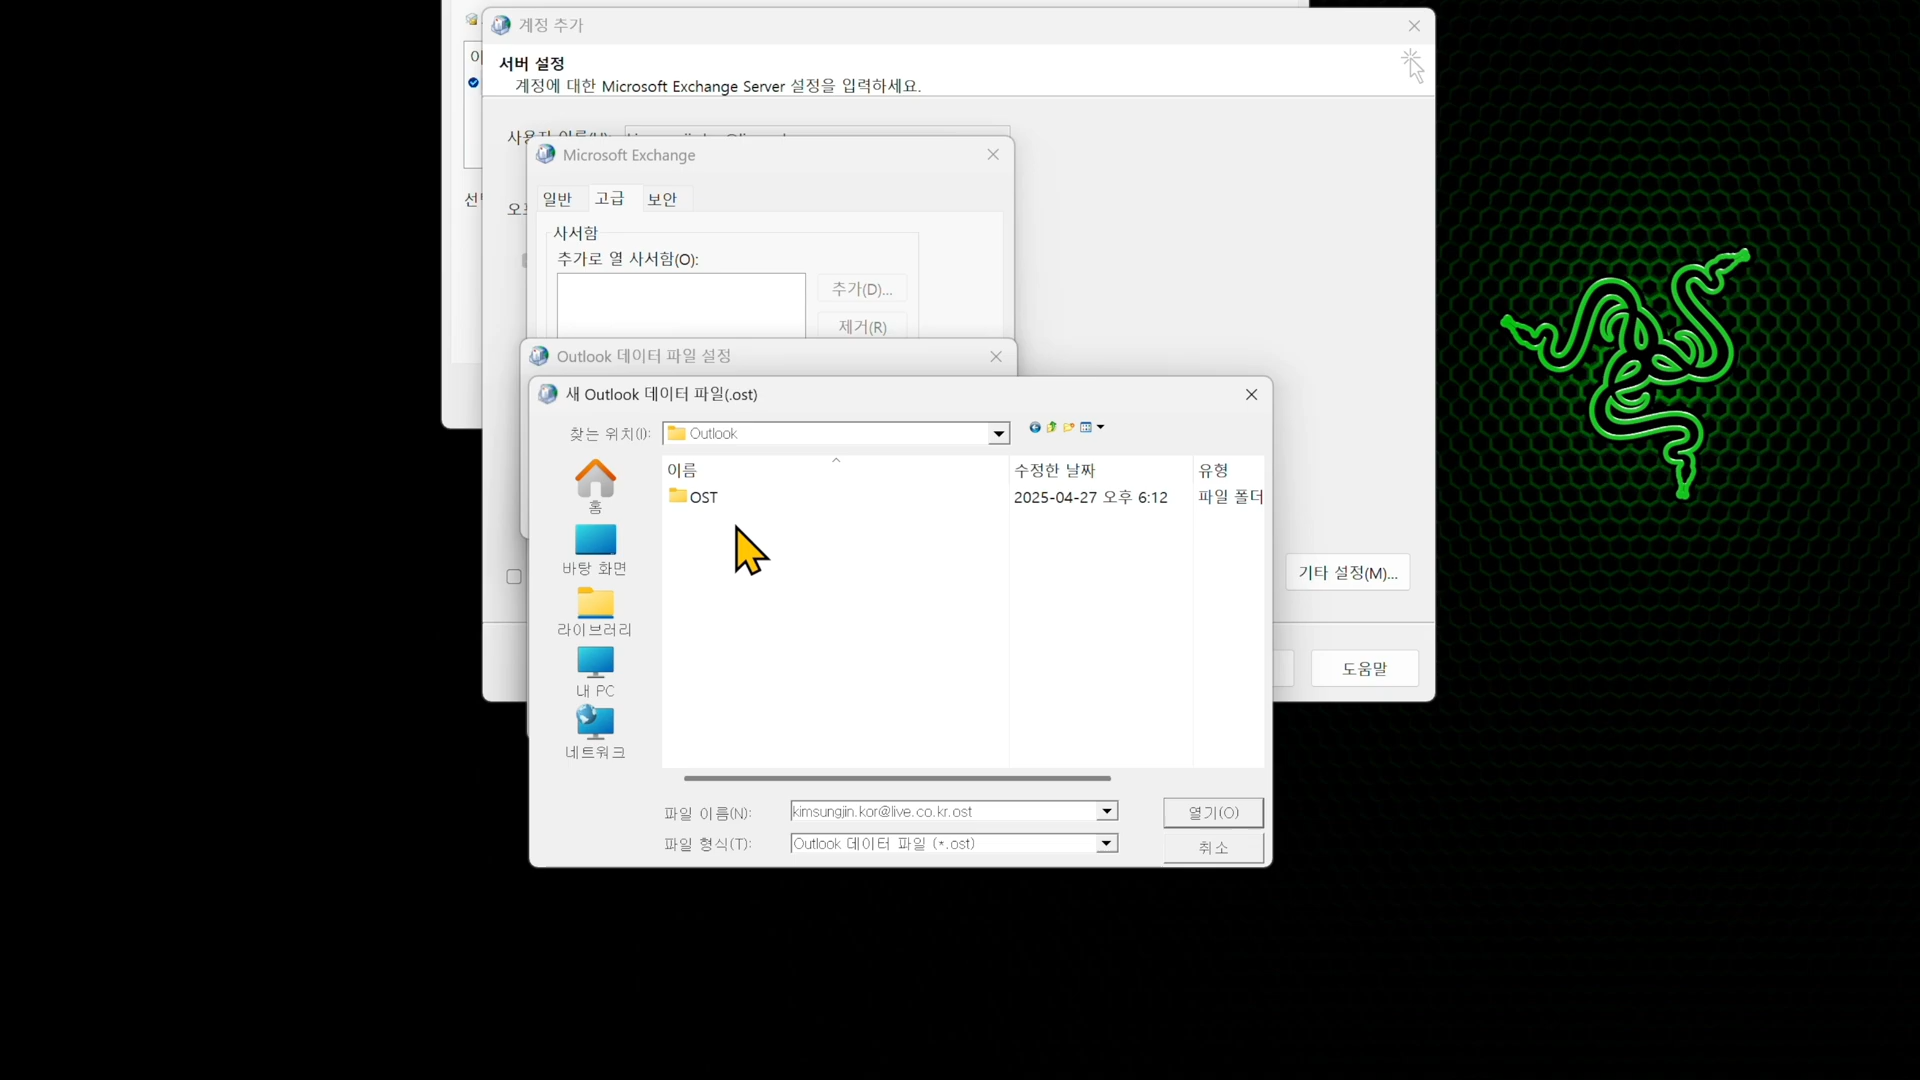 계정 추가
서버 설정
계정에 대한 Microsoft Exchange Server 설정을 입력하세요.
Microsoft Exchange
일반 고급 보안
사서함
추가로 열 사서함(O):
추가(D)...
제거(R)
Outlook 데이터 파일 설정
새 Outlook 데이터 파일(.ost)
찾는 위치(I): Outlook
이름 수정한 날짜 유형
OST 2025-04-27 오후 6:12 파일 폴더
홈
바탕 화면
라이브러리
내 PC
네트워크
기타 설정(M)...
도움말
파일 이름(N): kimsungjin.kor@live.co.kr.ost 열기(O)
파일 형식(T): Outlook 데이터 파일 (*.ost) 취소